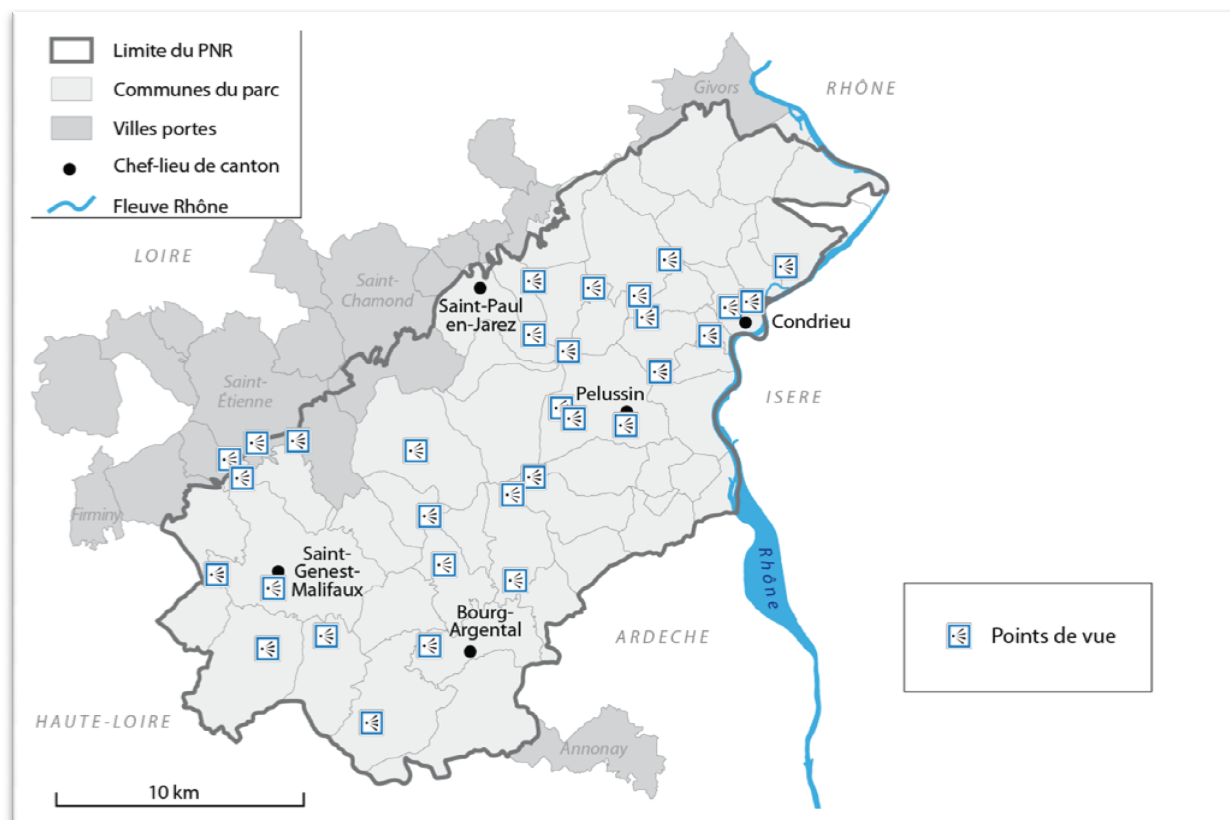 Limite du PNR
Communes du parc
Villes portes
Chef-lieu de canton
Fleuve Rhône
Givors
RHÔNE
LOIRE
Saint-
Chamond
Saint-Paul
en-Jarez
Condrieu
Saint-
Étienne
Pelussin
ISERE
Firminy
Saint-
Genest-
Malifaux
Rhône
Bourg-
Argental
ARDECHE
Points de vue
HAUTE-LOIRE
Annonay
10 km